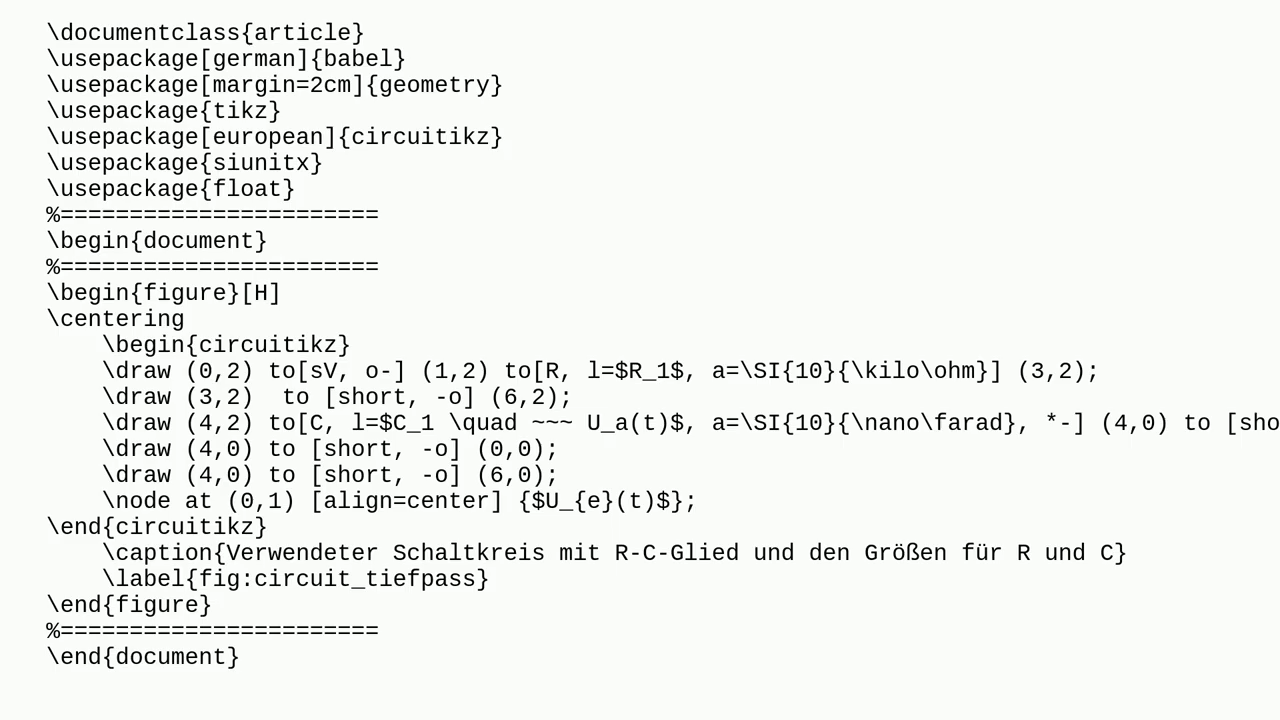 \documentclass{article}
\usepackage[german]{babel}
\usepackage[margin=2cm]{geometry}
\usepackage{tikz}
\usepackage[european]{circuitikz}
\usepackage{siunitx}
\usepackage{float}
%=======================
\begin{document}
%=======================
\begin{figure}[H]
\centering
    \begin{circuitikz}
    \draw (0,2) to[sV, o-] (1,2) to[R, l=$R_1$, a=\SI{10}{\kilo\ohm}] (3,2);
    \draw (3,2)  to [short, -o] (6,2);
    \draw (4,2) to[C, l=$C_1 \quad ~~~ U_a(t)$, a=\SI{10}{\nano\farad}, *-] (4,0) to [sho
    \draw (4,0) to [short, -o] (0,0);
    \draw (4,0) to [short, -o] (6,0);
    \node at (0,1) [align=center] {$U_{e}(t)$};
\end{circuitikz}
    \caption{Verwendeter Schaltkreis mit R-C-Glied und den Größen für R und C}
    \label{fig:circuit_tiefpass}
\end{figure}
%=======================
\end{document}